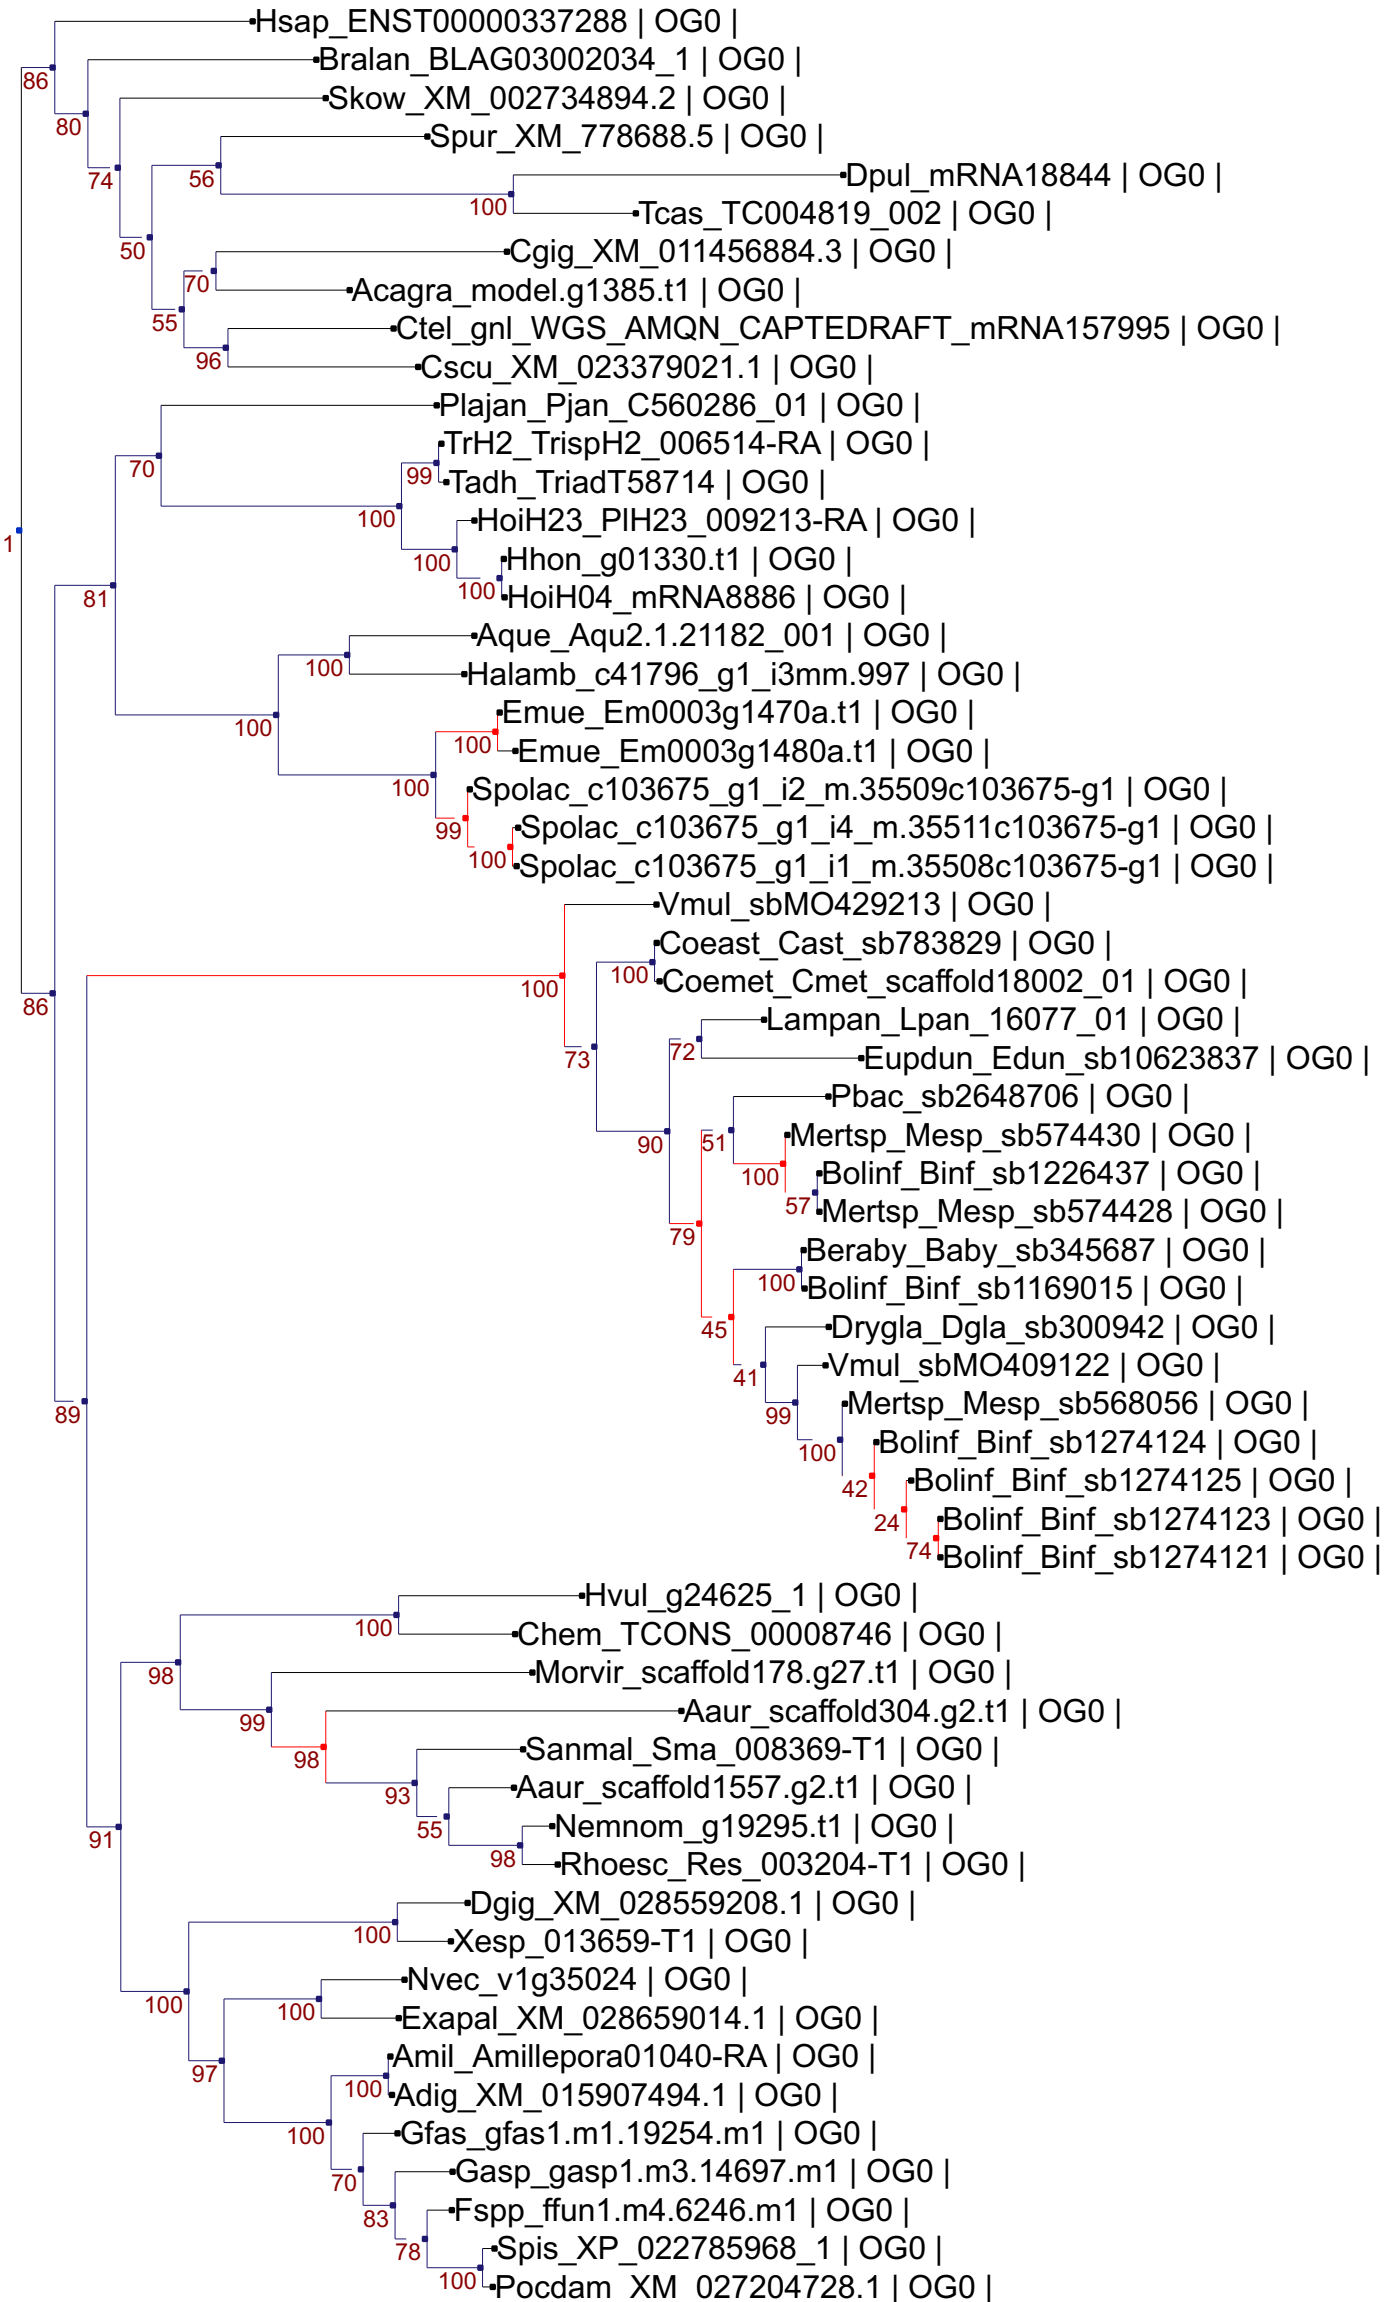 Hsap_ENST00000337288 | OG0 |
86
Bralan_BLAG03002034_1 | OG0 |
80
Skow_XM_002734894.2 | OG0 |
74
Spur_XM_778688.5 | OG0 |
56
Dpul_mRNA18844 | OG0 |
100
Tcas_TC004819_002 | OG0 |
50
Cgig_XM_011456884.3 | OG0 |
70
Acagra_model.g1385.t1 | OG0 |
55
Ctel_gnl_WGS_AMQN_CAPTEDRAFT_mRNA157995 | OG0 |
96
Cscu_XM_023379021.1 | OG0 |
Plajan_Pjan_C560286_01 | OG0 |
70
TrH2_TrispH2_006514-RA | OG0 |
99
Tadh_TriadT58714 | OG0 |
100
HoiH23_PlH23_009213-RA | OG0 |
1
100
Hhon_g01330.t1 | OG0 |
100
HoiH04_mRNA8886 | OG0 |
81
Aque_Aqu2.1.21182_001 | OG0 |
100
Halamb_c41796_g1_i3mm.997 | OG0 |
100
Emue_Em0003g1470a.t1 | OG0 |
100
Emue_Em0003g1480a.t1 | OG0 |
100
Spolac_c103675_g1_i2_m.35509c103675-g1 | OG0 |
99
Spolac_c103675_g1_i4_m.35511c103675-g1 | OG0 |
100
Spolac_c103675_g1_i1_m.35508c103675-g1 | OG0 |
Vmul_sbMO429213 | OG0 |
Coeast_Cast_sb783829 | OG0 |
100
100
Coemet_Cmet_scaffold18002_01 | OG0 |
86
Lampan_Lpan_16077_01 | OG0 |
72
73
Eupdun_Edun_sb10623837 | OG0 |
Pbac_sb2648706 | OG0 |
90
51
Mertsp_Mesp_sb574430 | OG0 |
100
Bolinf_Binf_sb1226437 | OG0 |
57
Mertsp_Mesp_sb574428 | OG0 |
79
Beraby_Baby_sb345687 | OG0 |
100
Bolinf_Binf_sb1169015 | OG0 |
45
Drygla_Dgla_sb300942 | OG0 |
41
Vmul_sbMO409122 | OG0 |
89
99
Mertsp_Mesp_sb568056 | OG0 |
100
Bolinf_Binf_sb1274124 | OG0 |
42
Bolinf_Binf_sb1274125 | OG0 |
24
Bolinf_Binf_sb1274123 | OG0 |
74
Bolinf_Binf_sb1274121 | OG0 |
Hvul_g24625_1 | OG0 |
100
Chem_TCONS_00008746 | OG0 |
98
Morvir_scaffold178.g27.t1 | OG0 |
99
Aaur_scaffold304.g2.t1 | OG0 |
98
Sanmal_Sma_008369-T1 | OG0 |
93
Aaur_scaffold1557.g2.t1 | OG0 |
55
Nemnom_g19295.t1 | OG0 |
91
98
Rhoesc_Res_003204-T1 | OG0 |
Dgig_XM_028559208.1 | OG0 |
100
Xesp_013659-T1 | OG0 |
100
Nvec_v1g35024 | OG0 |
100
Exapal_XM_028659014.1 | OG0 |
97
Amil_Amillepora01040-RA | OG0 |
100
Adig_XM_015907494.1 | OG0 |
100
Gfas_gfas1.m1.19254.m1 | OG0 |
70
Gasp_gasp1.m3.14697.m1 | OG0 |
83
Fspp_ffun1.m4.6246.m1 | OG0 |
78
Spis_XP_022785968_1 | OG0 |
100
Pocdam_XM_027204728.1 | OG0 |